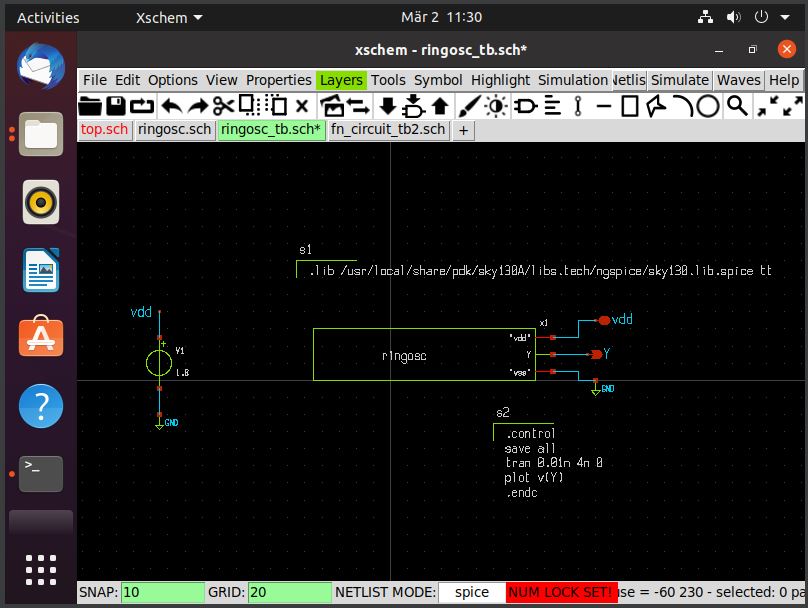 Activities Xschem Mär 2 11:30
xschem - ringosc_tb.sch*
File Edit Options View Properties Layers Tools Symbol Highlight Simulation Netlis Simulate Waves Help
top.sch ringosc.sch ringosc_tb.sch* fn_circuit_tb2.sch +
s1
.lib /usr/local/share/pdk/sky130A/libs.tech/ngspice/sky130.lib.spice tt
vdd
V1
1.8
GND
x1
ringosc
"vdd"
Y
"vss"
vdd
Y
GND
s2
.control
save all
tran 0.01n 4n 0
plot v(Y)
.endc
SNAP: 10 GRID: 20 NETLIST MODE: spice NUM LOCK SET! use = -60 230 - selected: 0 pa